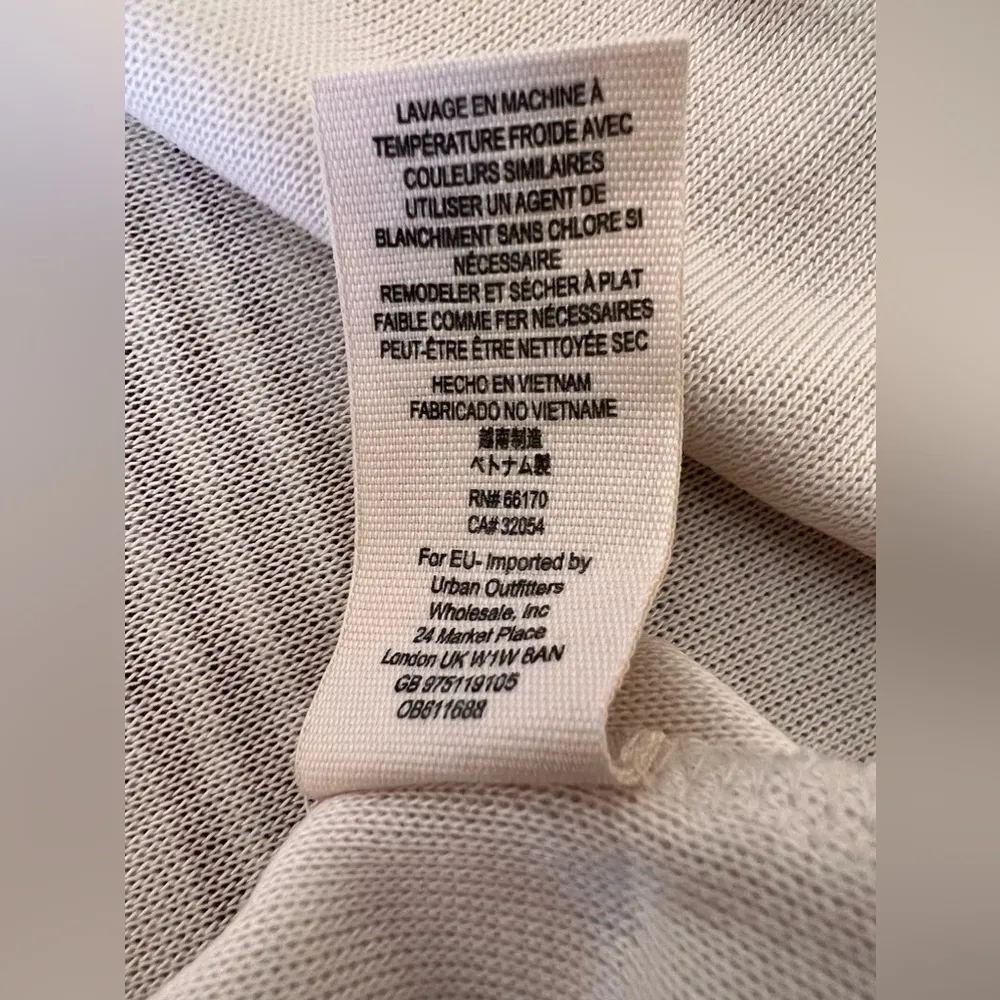 LAVAGE EN MACHINE À
TEMPÉRATURE FROIDE AVEC
COULEURS SIMILAIRES
UTILISER UN AGENT DE
BLANCHIMENT SANS CHLORE SI
NÉCESSAIRE
REMODELER ET SÉCHER À PLAT
FAIBLE COMME FER NÉCESSAIRES
PEUT-ÊTRE ÊTRE NETTOYÉE SEC
HECHO EN VIETNAM
FABRICADO NO VIETNAME
越南制造
ベトナム製
RN# 66170
CA# 32054
For EU- Imported by
Urban Outfitters
Wholesale, Inc
24 Market Place
London UK W1W 8AN
GB 975119105
OB611688